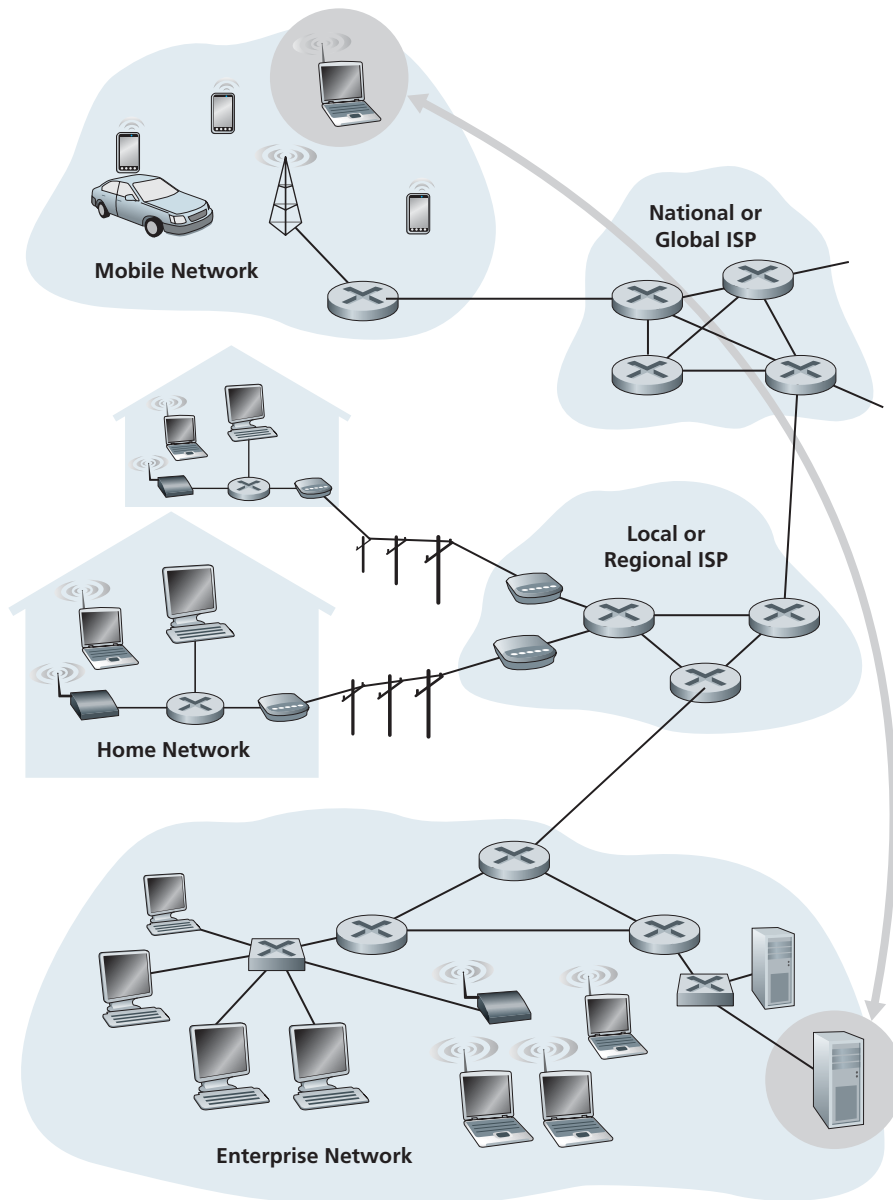 National or
Global ISP
Mobile Network
Local or
Regional ISP
Home Network
Enterprise Network